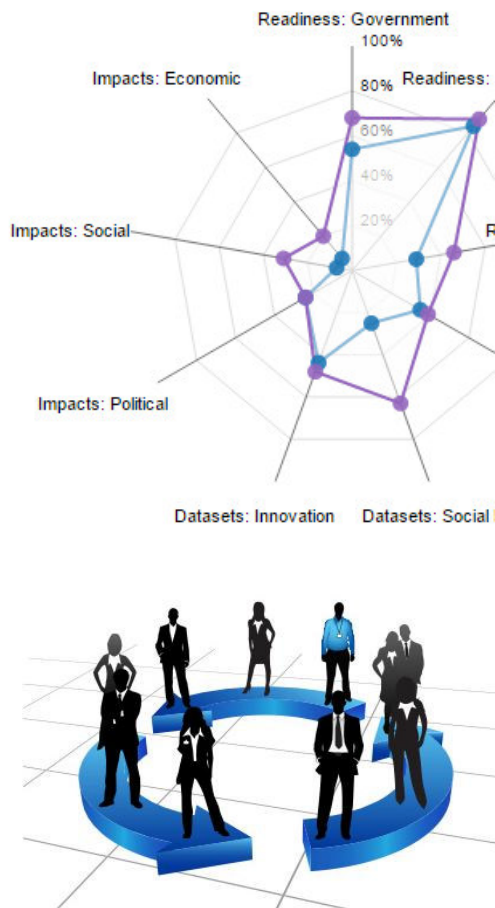 Readiness: Government
100%
Impacts: Economic
80%
Readiness:
60%
40%
Impacts: Social
20%
Impacts: Political
Datasets: Innovation
Datasets: Social